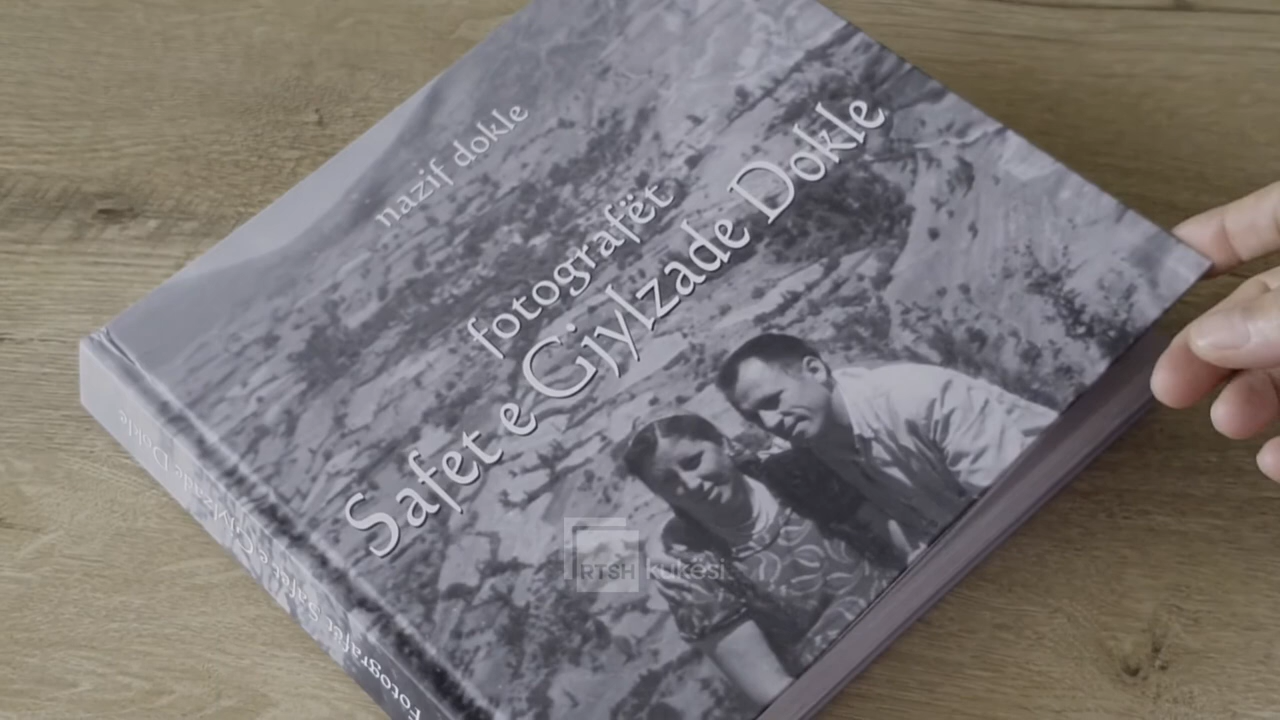 nazif dokle
fotografët
Safet e Gjylzade Dokle
Fotografët Safet e Gjylzade Dokle
RTSH kukësi